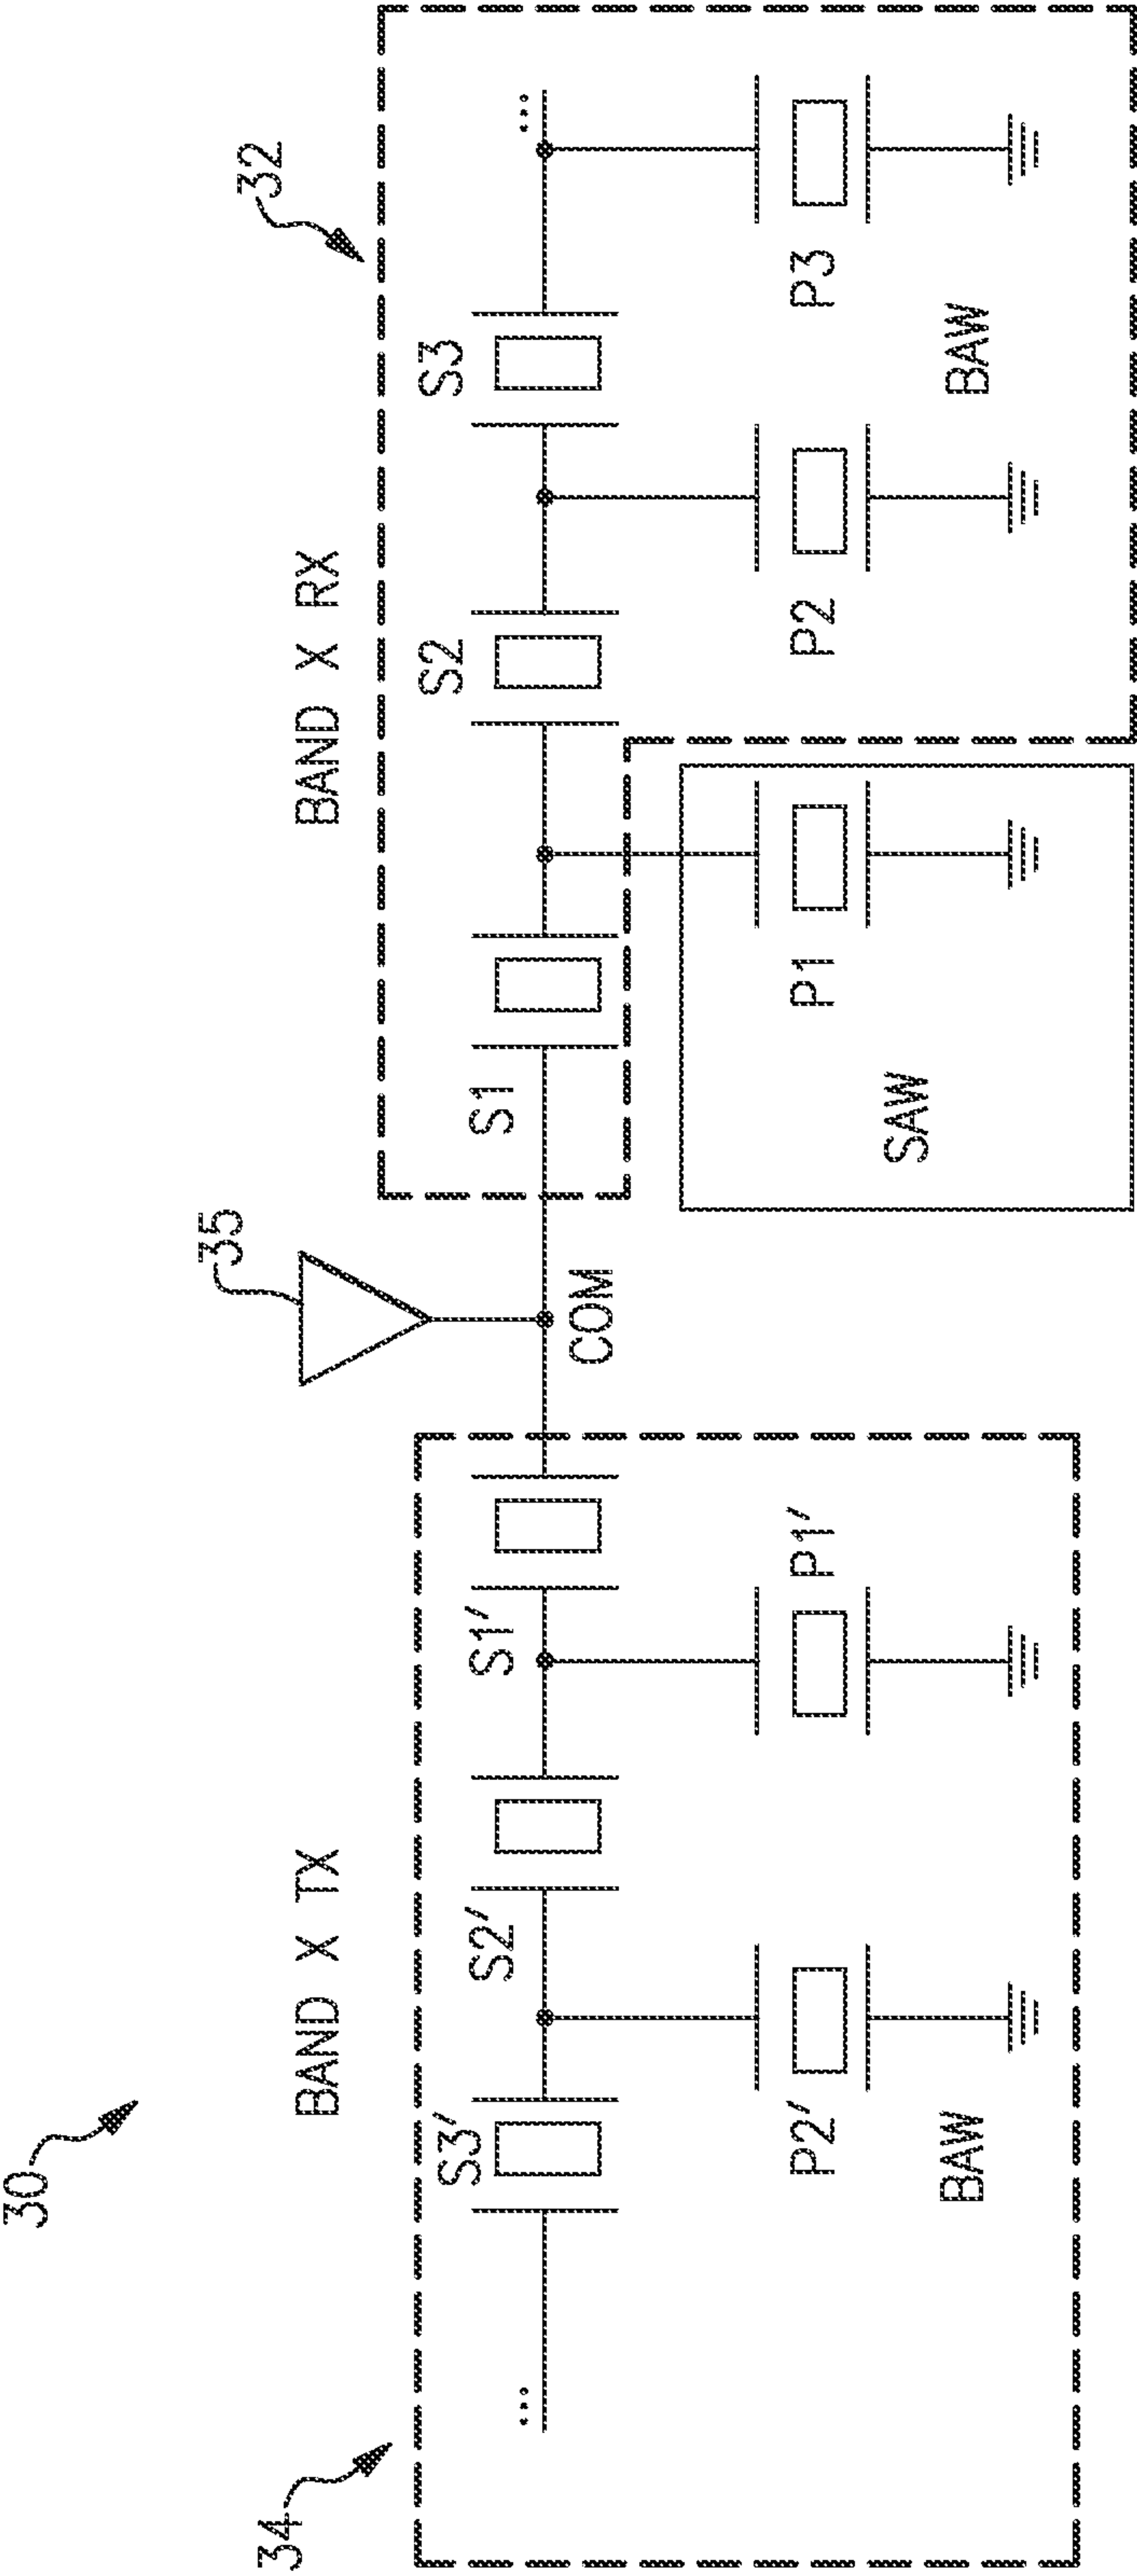 30
34
BAND X TX
35
BAND X RX
32
...
S3′
S2′
S1′
COM
S1
S2
S3
...
P2′
P1′
P1
P2
P3
BAW
SAW
BAW